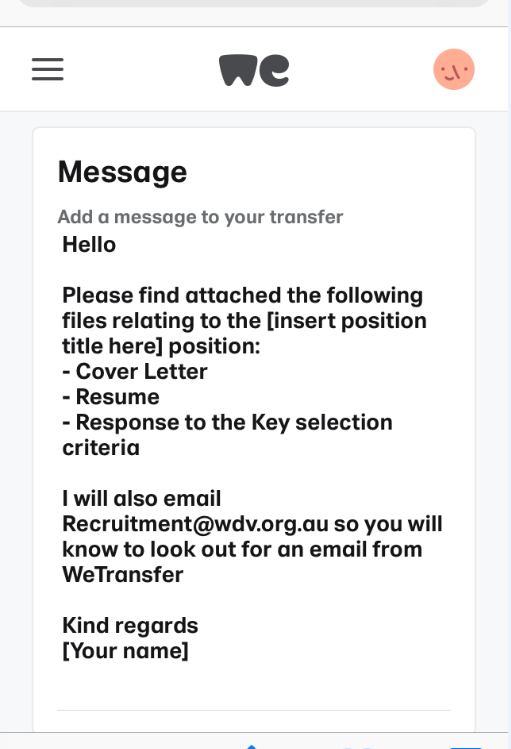 we
Message
Add a message to your transfer
Hello
Please find attached the following
files relating to the [insert position
title here] position:
- Cover Letter
- Resume
- Response to the Key selection
criteria
I will also email
Recruitment@wdv.org.au so you will
know to look out for an email from
WeTransfer
Kind regards
[Your name]